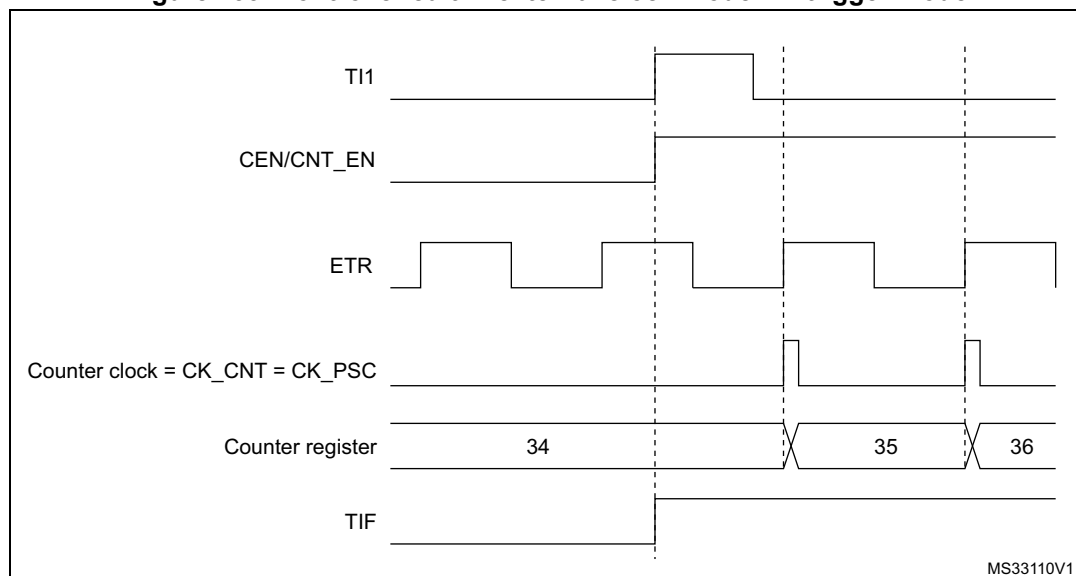 TI1
CEN/CNT_EN
ETR
Counter clock = CK_CNT = CK_PSC
Counter register 34 35 36
TIF
MS33110V1